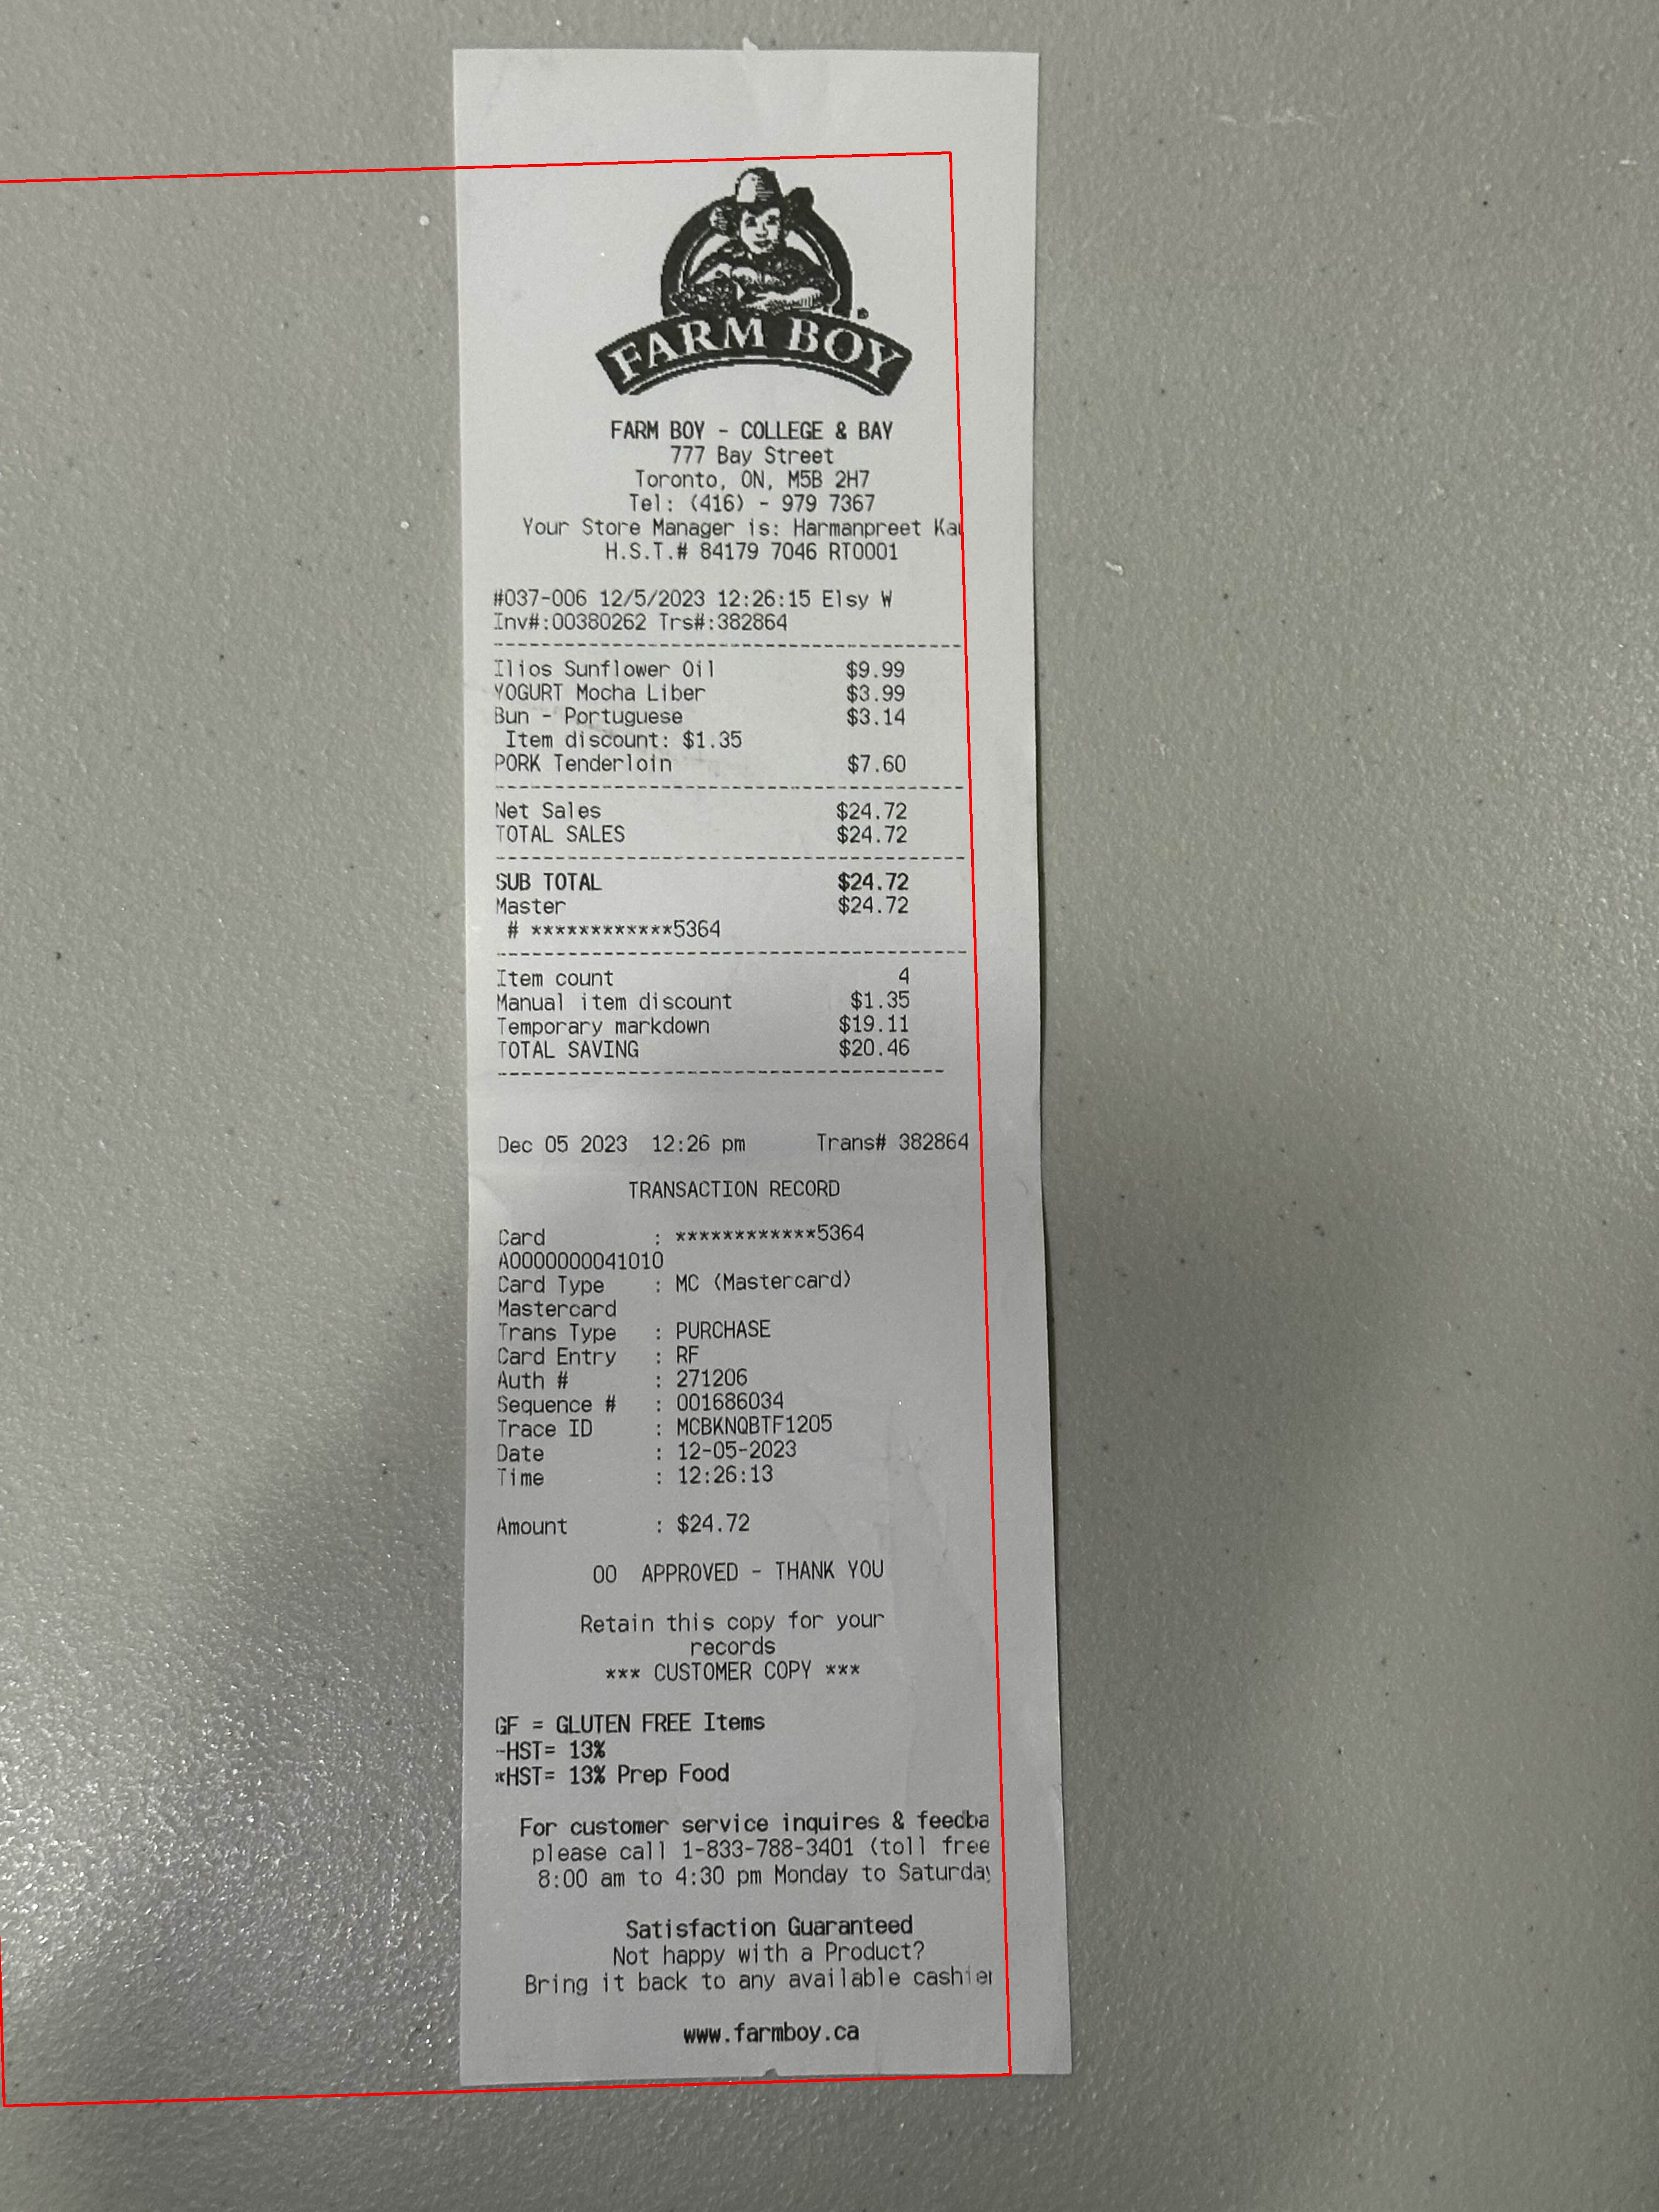 FARM BOY
FARM BOY - COLLEGE & BAY
777 Bay Street
Toronto, ON, M5B 2H7
Tel: (416) - 979 7367
Your Store Manager is: Harmanpreet Kau
H.S.T.# 84179 7046 RT0001
#037-006 12/5/2023 12:26:15 Elsy W
Inv#:00380262 Trs#:382864
Ilios Sunflower Oil $9.99
YOGURT Mocha Liber $3.99
Bun - Portuguese $3.14
Item discount: $1.35
PORK Tenderloin $7.60
Net Sales $24.72
TOTAL SALES $24.72
SUB TOTAL $24.72
Master $24.72
# ************5364
Item count 4
Manual item discount $1.35
Temporary markdown $19.11
TOTAL SAVING $20.46
Dec 05 2023 12:26 pm Trans# 382864
TRANSACTION RECORD
Card : ************5364
A0000000041010
Card Type : MC (Mastercard)
Mastercard
Trans Type : PURCHASE
Card Entry : RF
Auth # : 271206
Sequence # : 001686034
Trace ID : MCBKNQBTF1205
Date : 12-05-2023
Time : 12:26:13
Amount : $24.72
00 APPROVED - THANK YOU
Retain this copy for your
records
*** CUSTOMER COPY ***
GF = GLUTEN FREE Items
~HST= 13%
*HST= 13% Prep Food
For customer service inquires & feedba
please call 1-833-788-3401 (toll free
8:00 am to 4:30 pm Monday to Saturday
Satisfaction Guaranteed
Not happy with a Product?
Bring it back to any available cashier
www.farmboy.ca